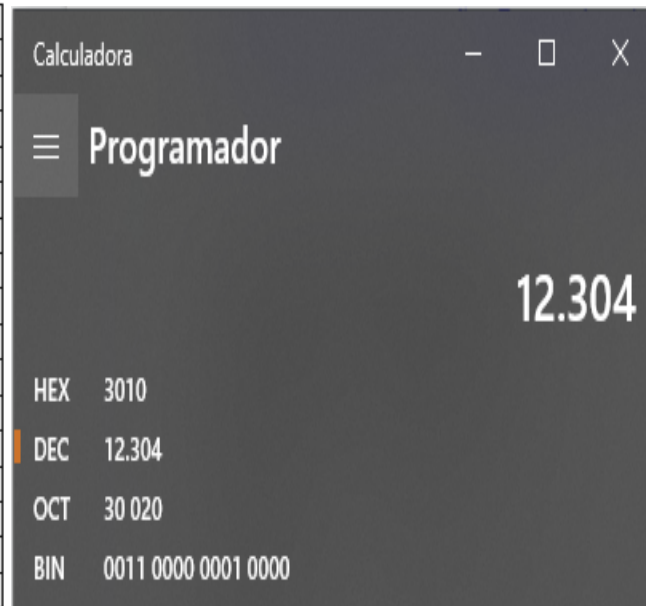 Calculadora
Programador
12.304
HEX 3010
DEC 12.304
OCT 30 020
BIN 0011 0000 0001 0000